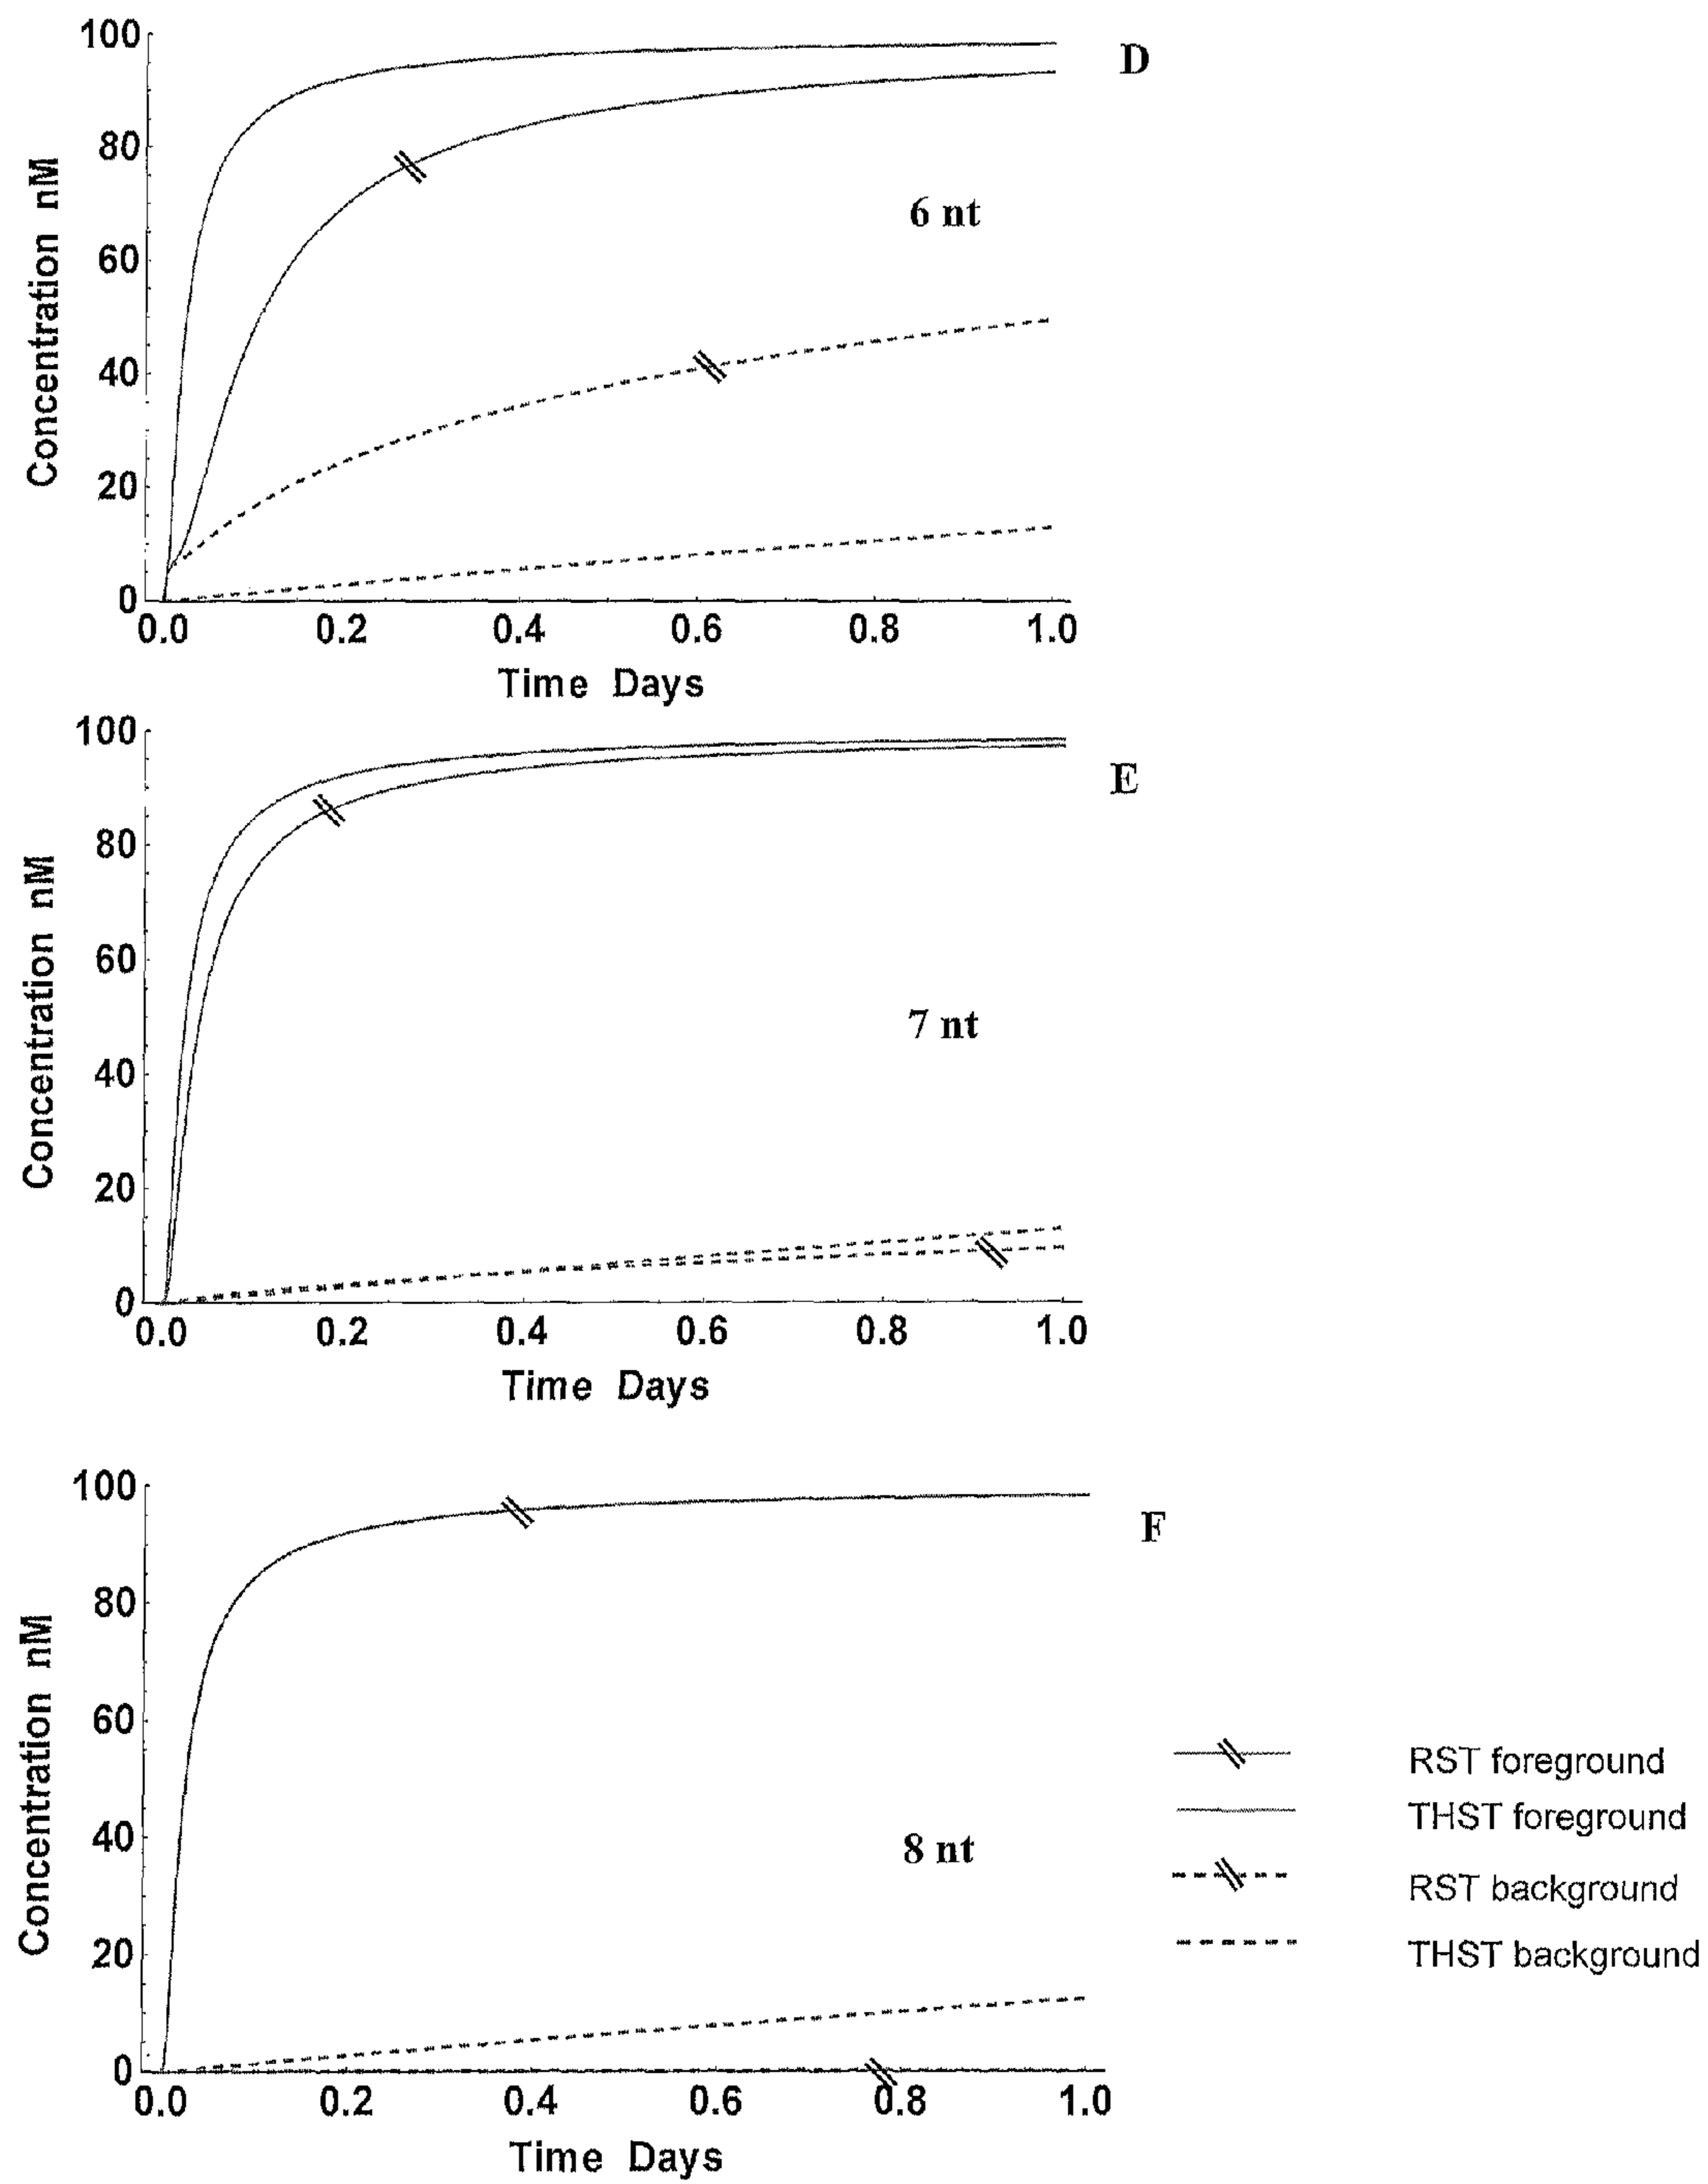 100
D
80
6 nt
60
40
20
0
0.0 0.2 0.4 0.6 0.8 1.0
Concentration nM
Time Days
100
E
80
7 nt
60
40
20
0
0.0 0.2 0.4 0.6 0.8 1.0
Concentration nM
Time Days
100
F
80
60
8 nt
40
20
0
0.0 0.2 0.4 0.6 0.8 1.0
Concentration nM
Time Days
RST foreground
THST foreground
RST background
THST background